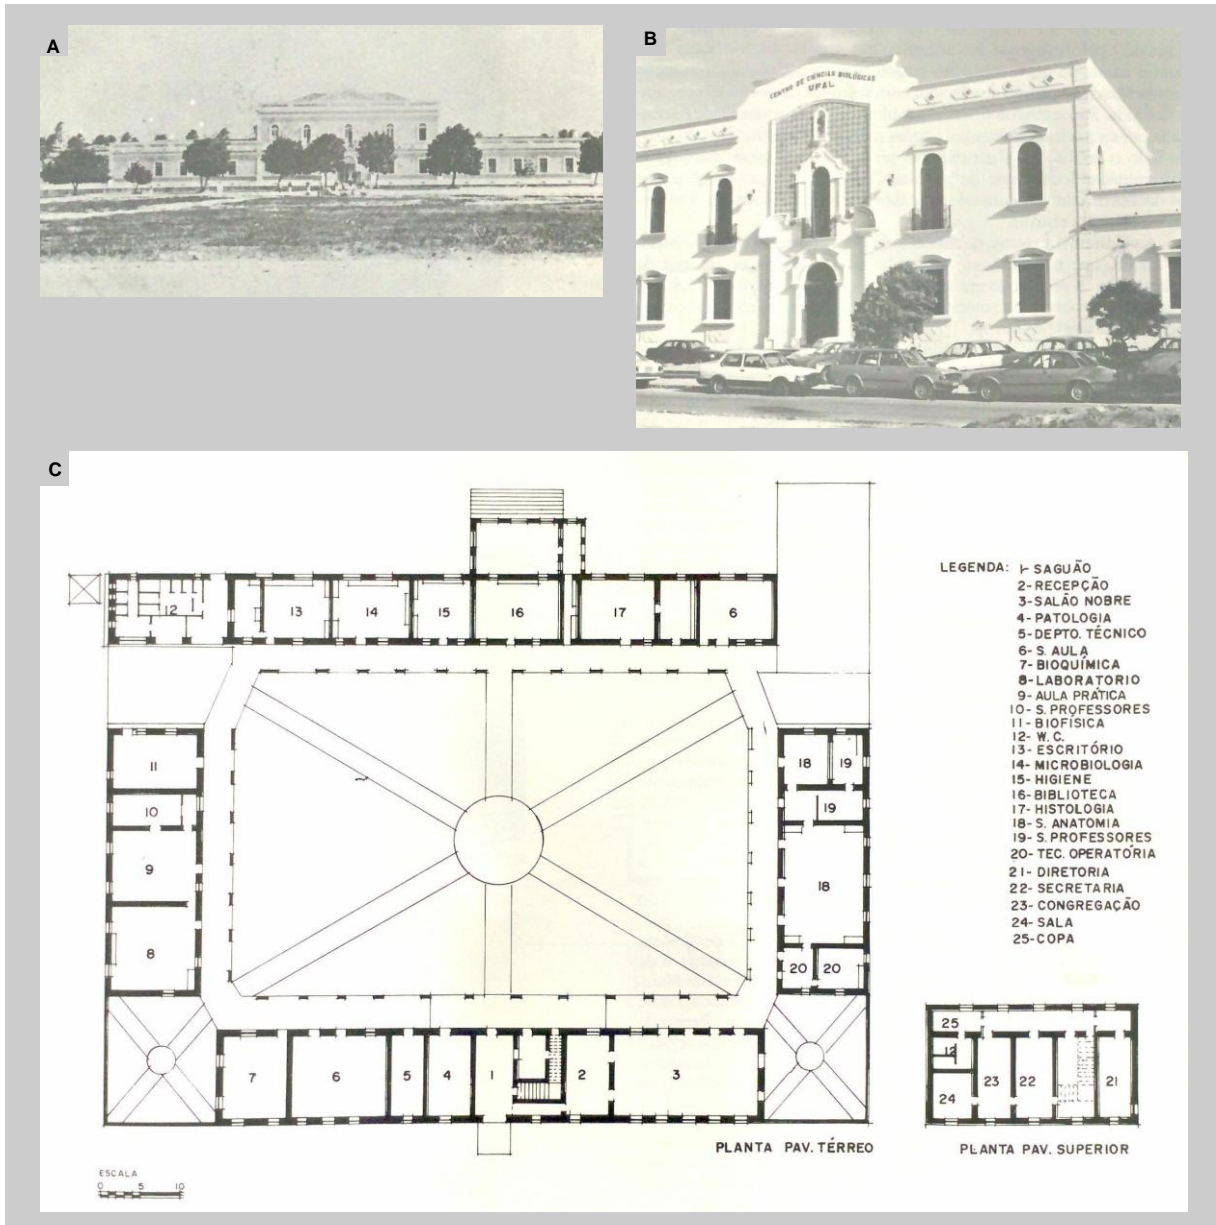 A
B
CENTRO DE CIÊNCIAS BIOLÓGICAS
UFAL
C
12
13
14
15
16
17
6
11
10
9
8
18
19
19
18
20
20
7
6
5
4
1
2
3
LEGENDA: 1- SAGUÃO
2- RECEPÇÃO
3- SALÃO NOBRE
4- PATOLOGIA
5- DEPTO. TÉCNICO
6- S. AULA
7- BIOQUÍMICA
8- LABORATORIO
9- AULA PRÁTICA
10- S. PROFESSORES
11- BIOFÍSICA
12- W.C.
13- ESCRITÓRIO
14- MICROBIOLOGIA
15- HIGIENE
16- BIBLIOTECA
17- HISTOLOGIA
18- S. ANATOMIA
19- S. PROFESSORES
20- TEC. OPERATÓRIA
21- DIRETORIA
22- SECRETARIA
23- CONGREGAÇÃO
24- SALA
25- COPA
25
12
24
23
22
21
PLANTA PAV. TÉRREO
PLANTA PAV. SUPERIOR
ESCALA
0 5 10